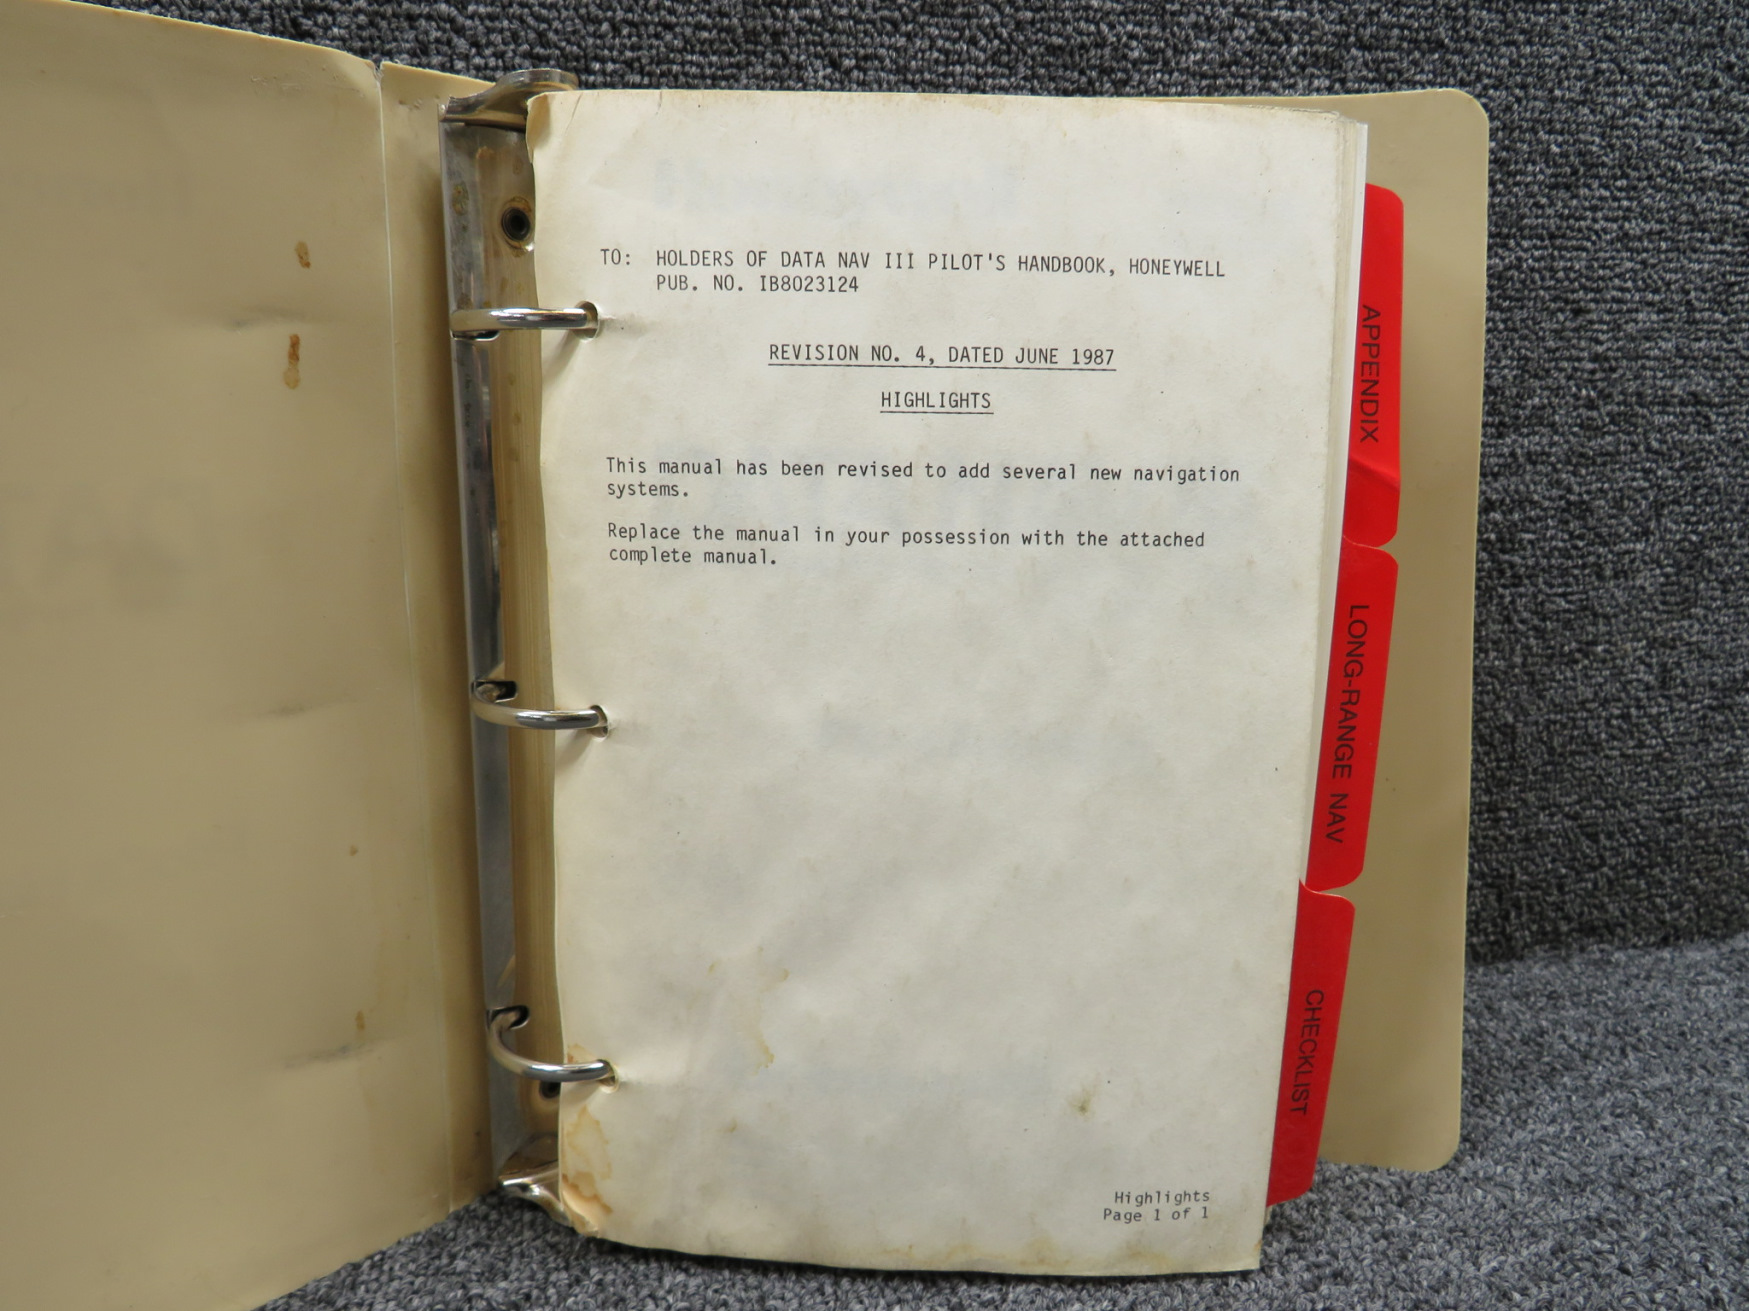 TO: HOLDERS OF DATA NAV III PILOT'S HANDBOOK, HONEYWELL
PUB. NO. IB8023124
REVISION NO. 4, DATED JUNE 1987
HIGHLIGHTS
This manual has been revised to add several new navigation
systems.
Replace the manual in your possession with the attached
complete manual.
Highlights
Page 1 of 1
APPENDIX
LONG-RANGE NAV
CHECKLIST